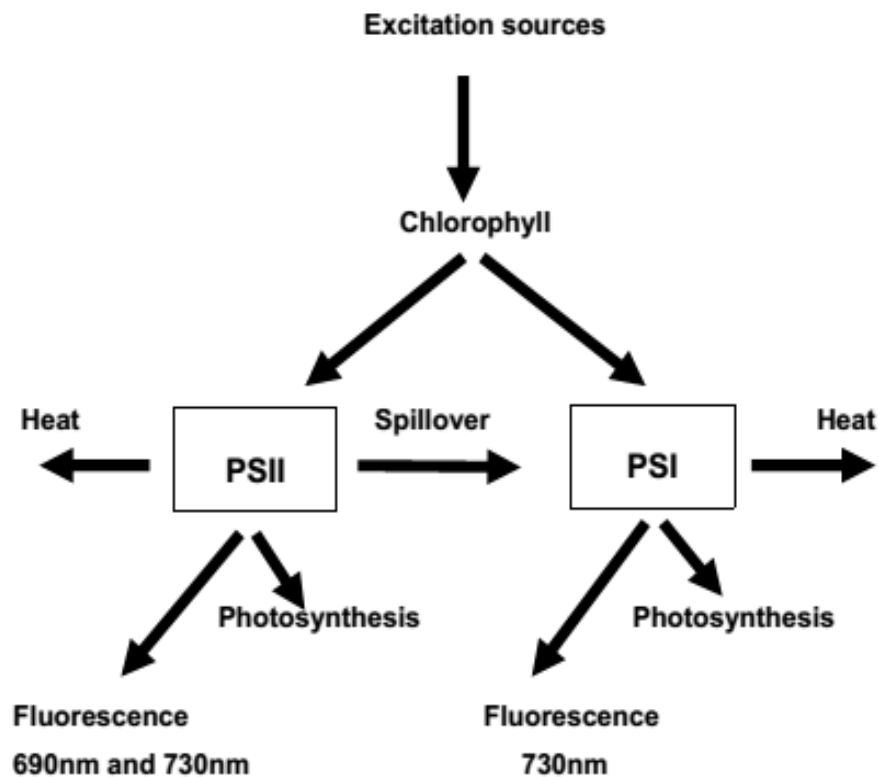 Excitation sources
Chlorophyll
Heat
Spillover
Heat
PSII
PSI
Photosynthesis
Photosynthesis
Fluorescence
690nm and 730nm
Fluorescence
730nm